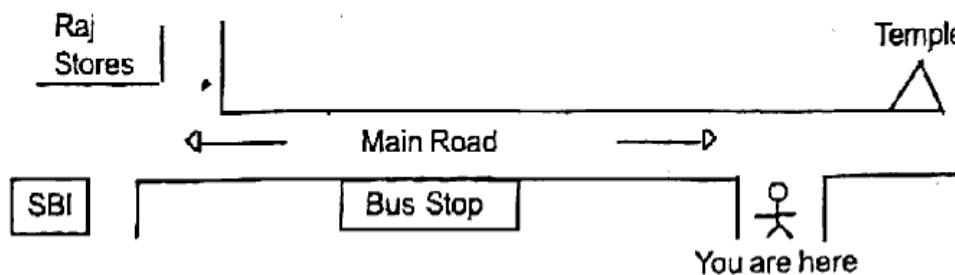 Raj
Stores
Temple
Main Road
SBI
Bus Stop
You are here